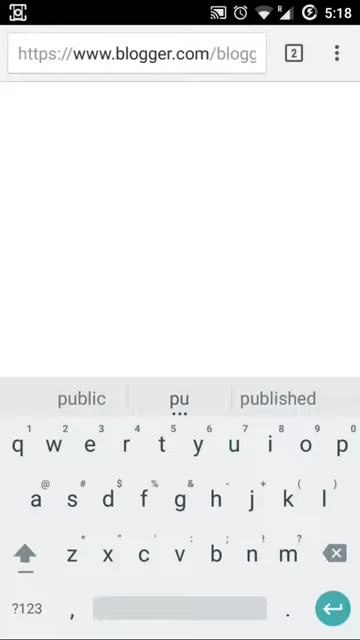 R 5:18
https://www.blogger.com/blogg
2
public pu published
1 2 3 4 5 6 7 8 9 0
q w e r t y u i o p
@ # $ % & - + ( )
a s d f g h j k l
* " ' : ; ! ?
z x c v b n m
?123 , .